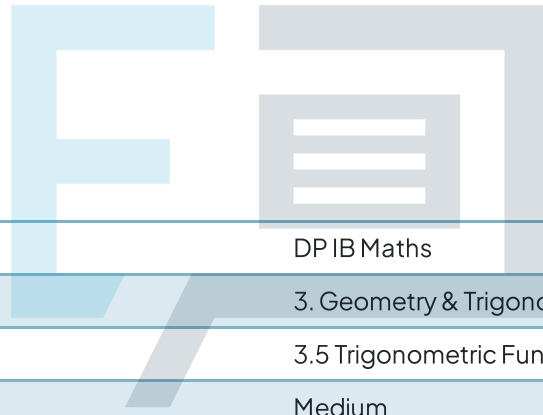 DP IB Maths
3. Geometry & Trigono
3.5 Trigonometric Fun
Medium